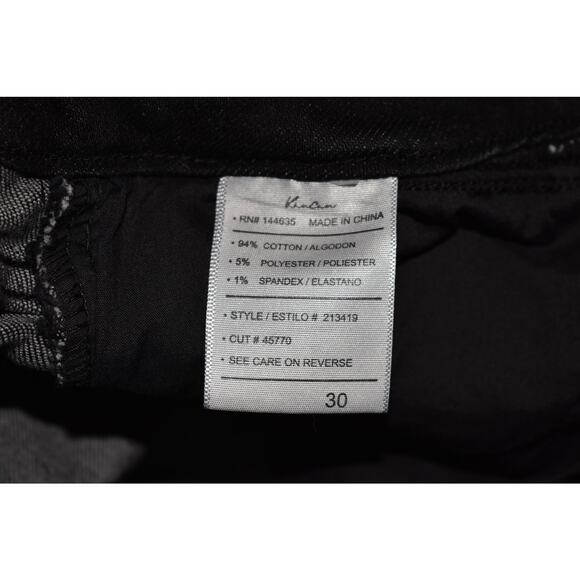 KanCan
• RN# 144635 MADE IN CHINA
• 94% COTTON / ALGODON
• 5% POLYESTER / POLIESTER
• 1% SPANDEX / ELASTANO
• STYLE / ESTILO # 213419
• CUT # 45770
• SEE CARE ON REVERSE
30